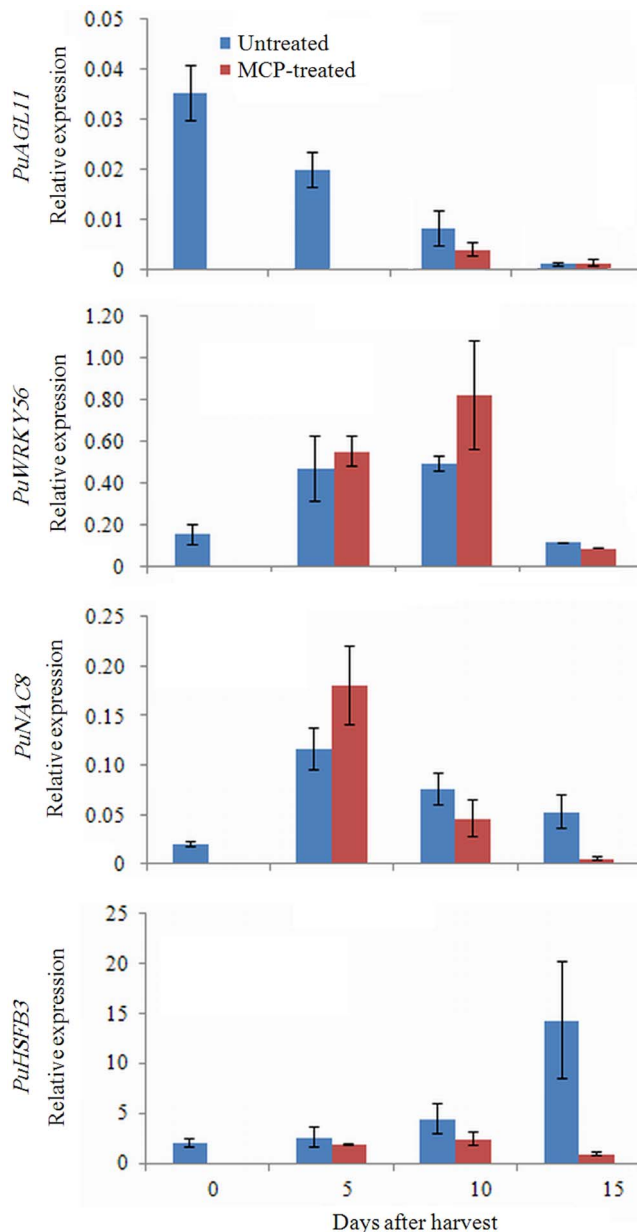 PuAGL11
Relative expression
0.05
0.04
0.03
0.02
0.01
0
Untreated
MCP-treated
PuWRKY56
Relative expression
1.20
1.00
0.80
0.60
0.40
0.20
0
PuNAC8
Relative expression
0.25
0.20
0.15
0.10
0.05
0
PuHSFB3
Relative expression
25
20
15
10
5
0
0 5 10 15
Days after harvest